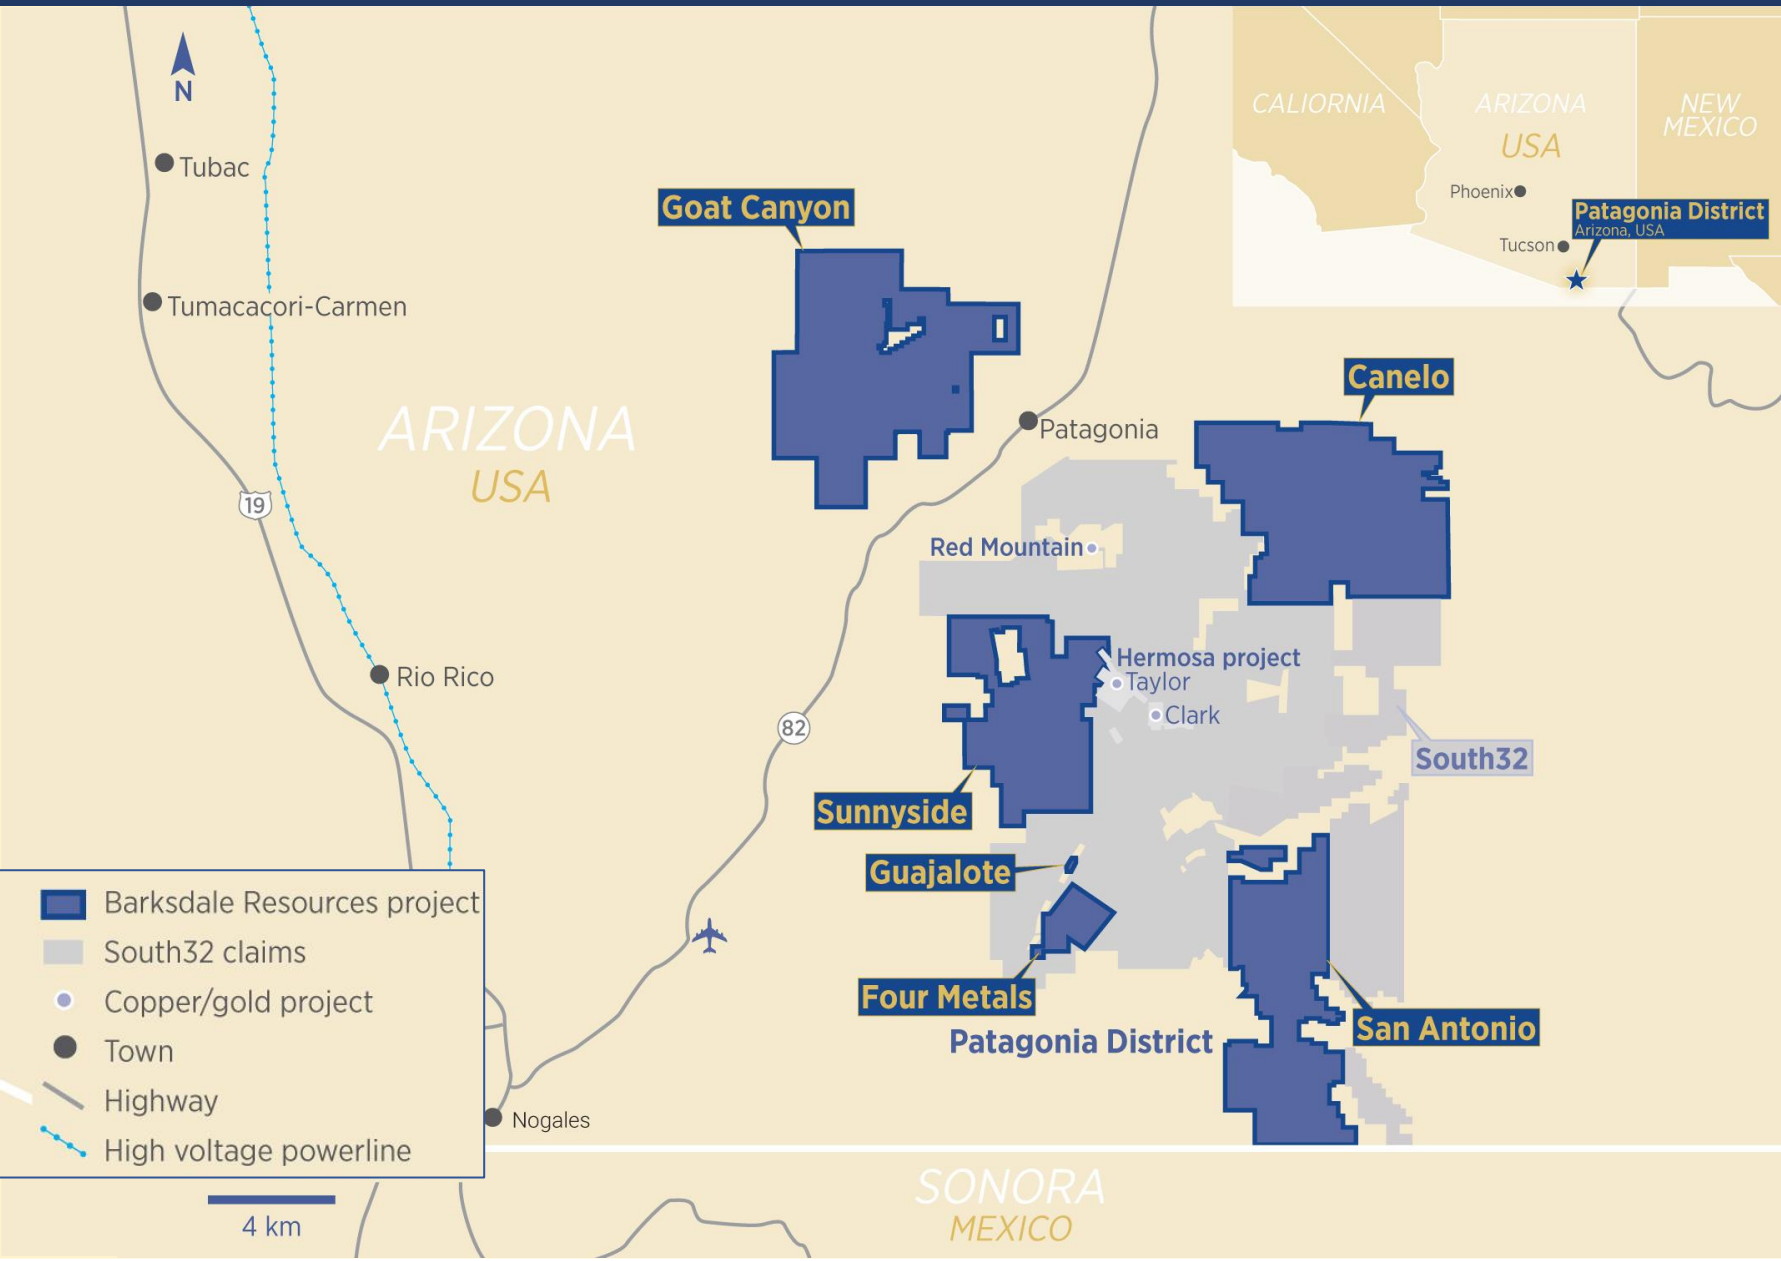 N
Tubac
Tumacacori-Carmen
ARIZONA
USA
19
Rio Rico
Goat Canyon
Patagonia
82
CALIORNIA
ARIZONA
USA
NEW
MEXICO
Phoenix
Tucson
Patagonia District
Arizona, USA
Canelo
Red Mountain
Hermosa project
Taylor
Clark
South32
Sunnyside
Guajalote
Four Metals
San Antonio
Patagonia District
Barksdale Resources project
South32 claims
Copper/gold project
Town
Highway
High voltage powerline
Nogales
4 km
SONORA
MEXICO